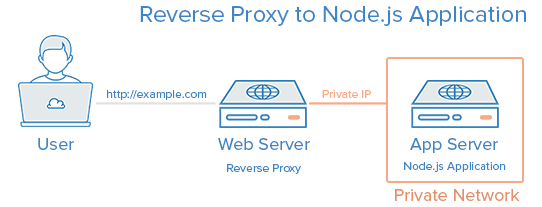 Reverse Proxy to Node.js Application
http://example.com
Private IP
User
Web Server
App Server
Reverse Proxy
Node.js Application
Private Network